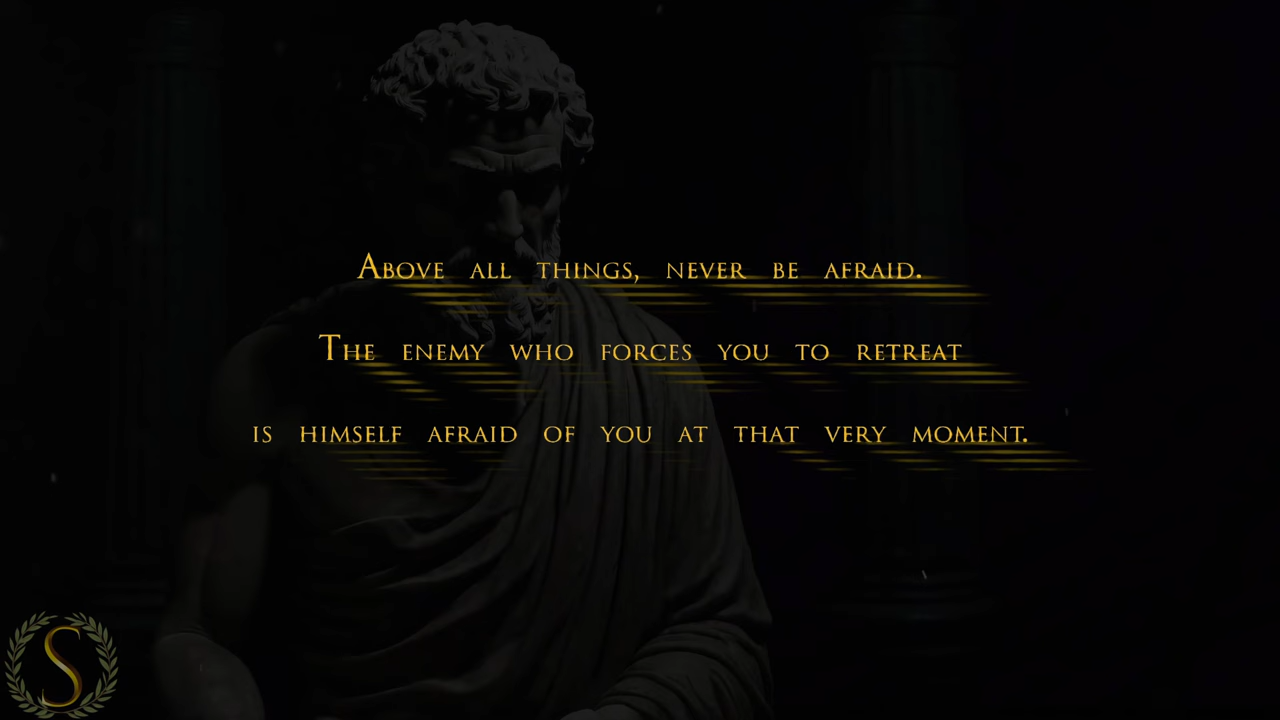 Above all things, never be afraid.
The enemy who forces you to retreat
is himself afraid of you at that very moment.
S